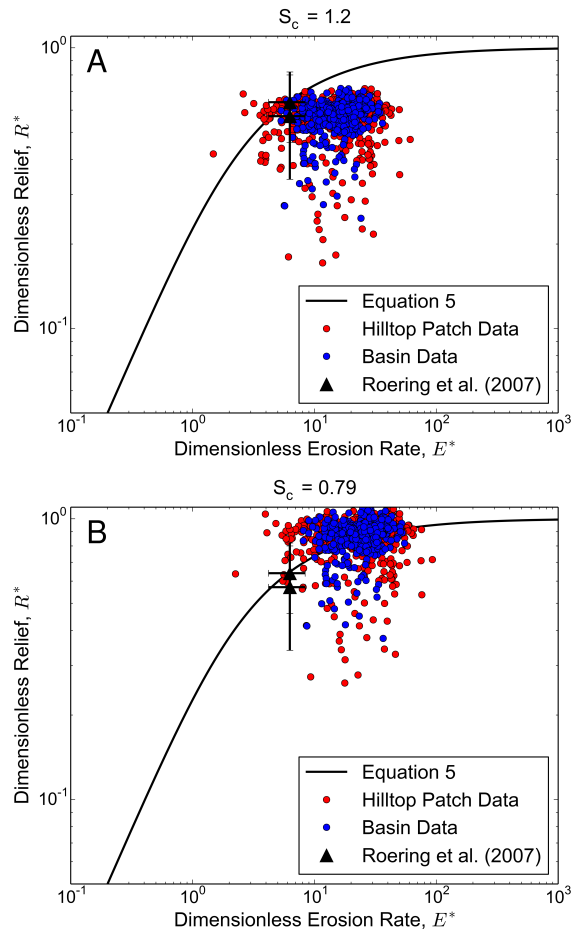 S_c = 1.2
A
10^0
10^-1
Dimensionless Relief, R*
Equation 5
Hilltop Patch Data
Basin Data
Roering et al. (2007)
10^-1 10^0 10^1 10^2 10^3
Dimensionless Erosion Rate, E*
S_c = 0.79
B
10^0
10^-1
Dimensionless Relief, R*
Equation 5
Hilltop Patch Data
Basin Data
Roering et al. (2007)
10^-1 10^0 10^1 10^2 10^3
Dimensionless Erosion Rate, E*